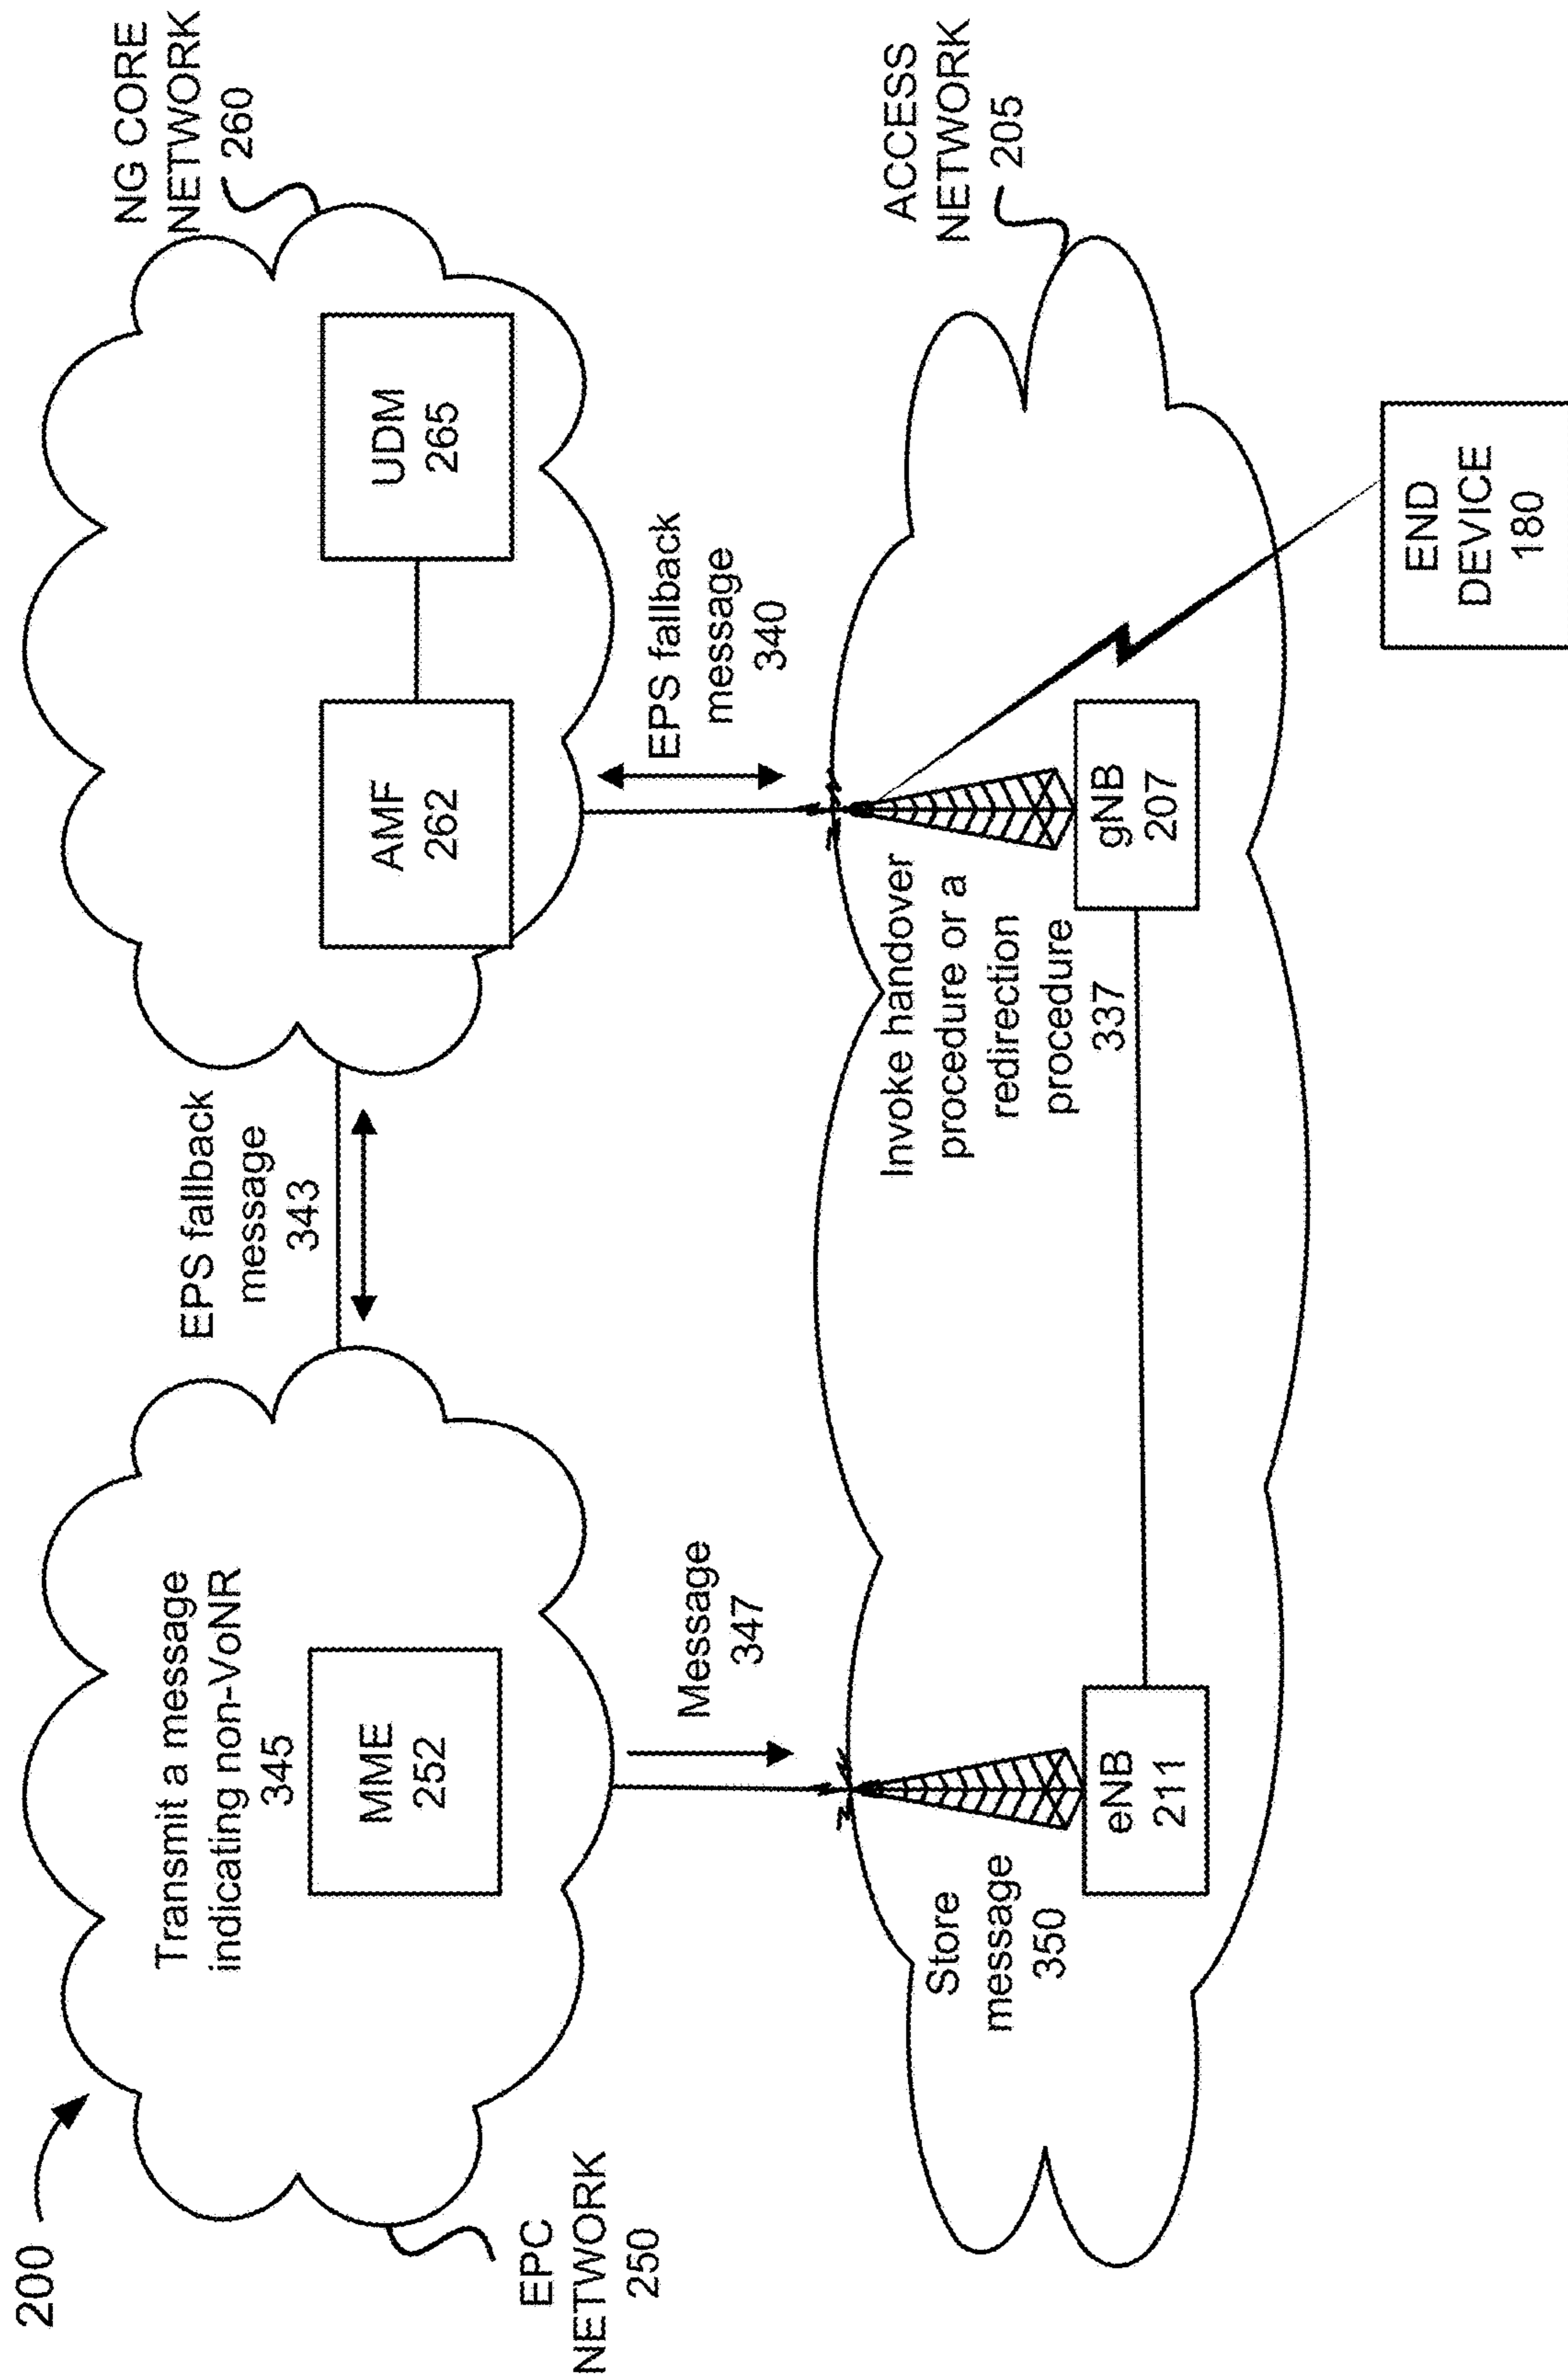 200
EPC
NETWORK
250
Transmit a message
indicating non-VoNR
345
MME
252
EPS fallback
message
343
NG CORE
NETWORK
260
AMF
262
UDM
265
Message
347
EPS fallback
message
340
ACCESS
NETWORK
205
Store
message
350
eNB
211
Invoke handover
procedure or a
redirection
procedure
337
gNB
207
END
DEVICE
180